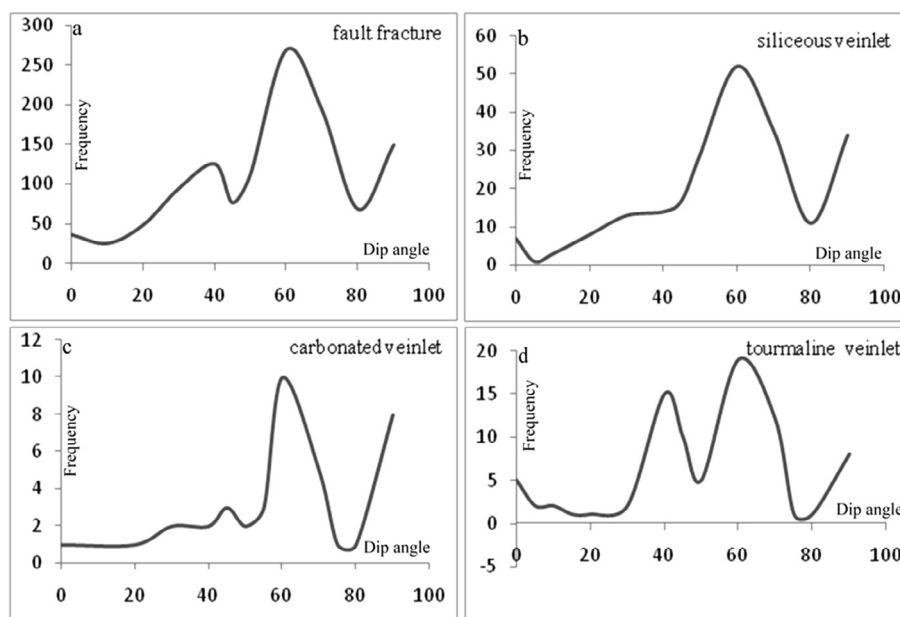 a
fault fracture
300
250
200
150
100
50
0
Frequency
Dip angle
0 20 40 60 80 100
b
siliceous veinlet
60
50
40
30
20
10
0
Frequency
Dip angle
0 20 40 60 80 100
c
carbonated veinlet
12
10
8
6
4
2
0
Frequency
Dip angle
0 20 40 60 80 100
d
tourmaline veinlet
20
15
10
5
0
-5
Frequency
Dip angle
0 20 40 60 80 100